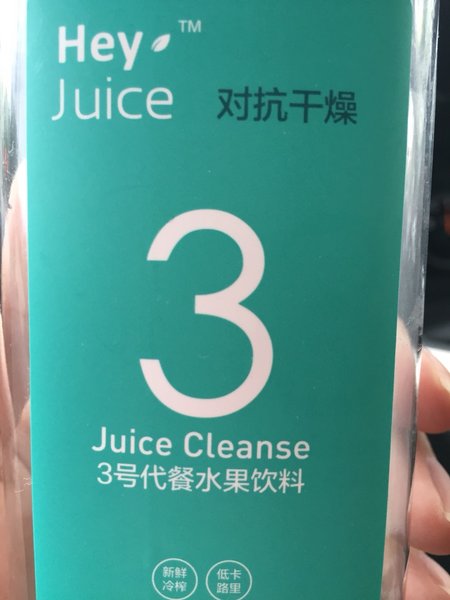 Hey TM
Juice 对抗干燥
3
Juice Cleanse
3号代餐水果饮料
新鲜 低卡
冷榨 路里